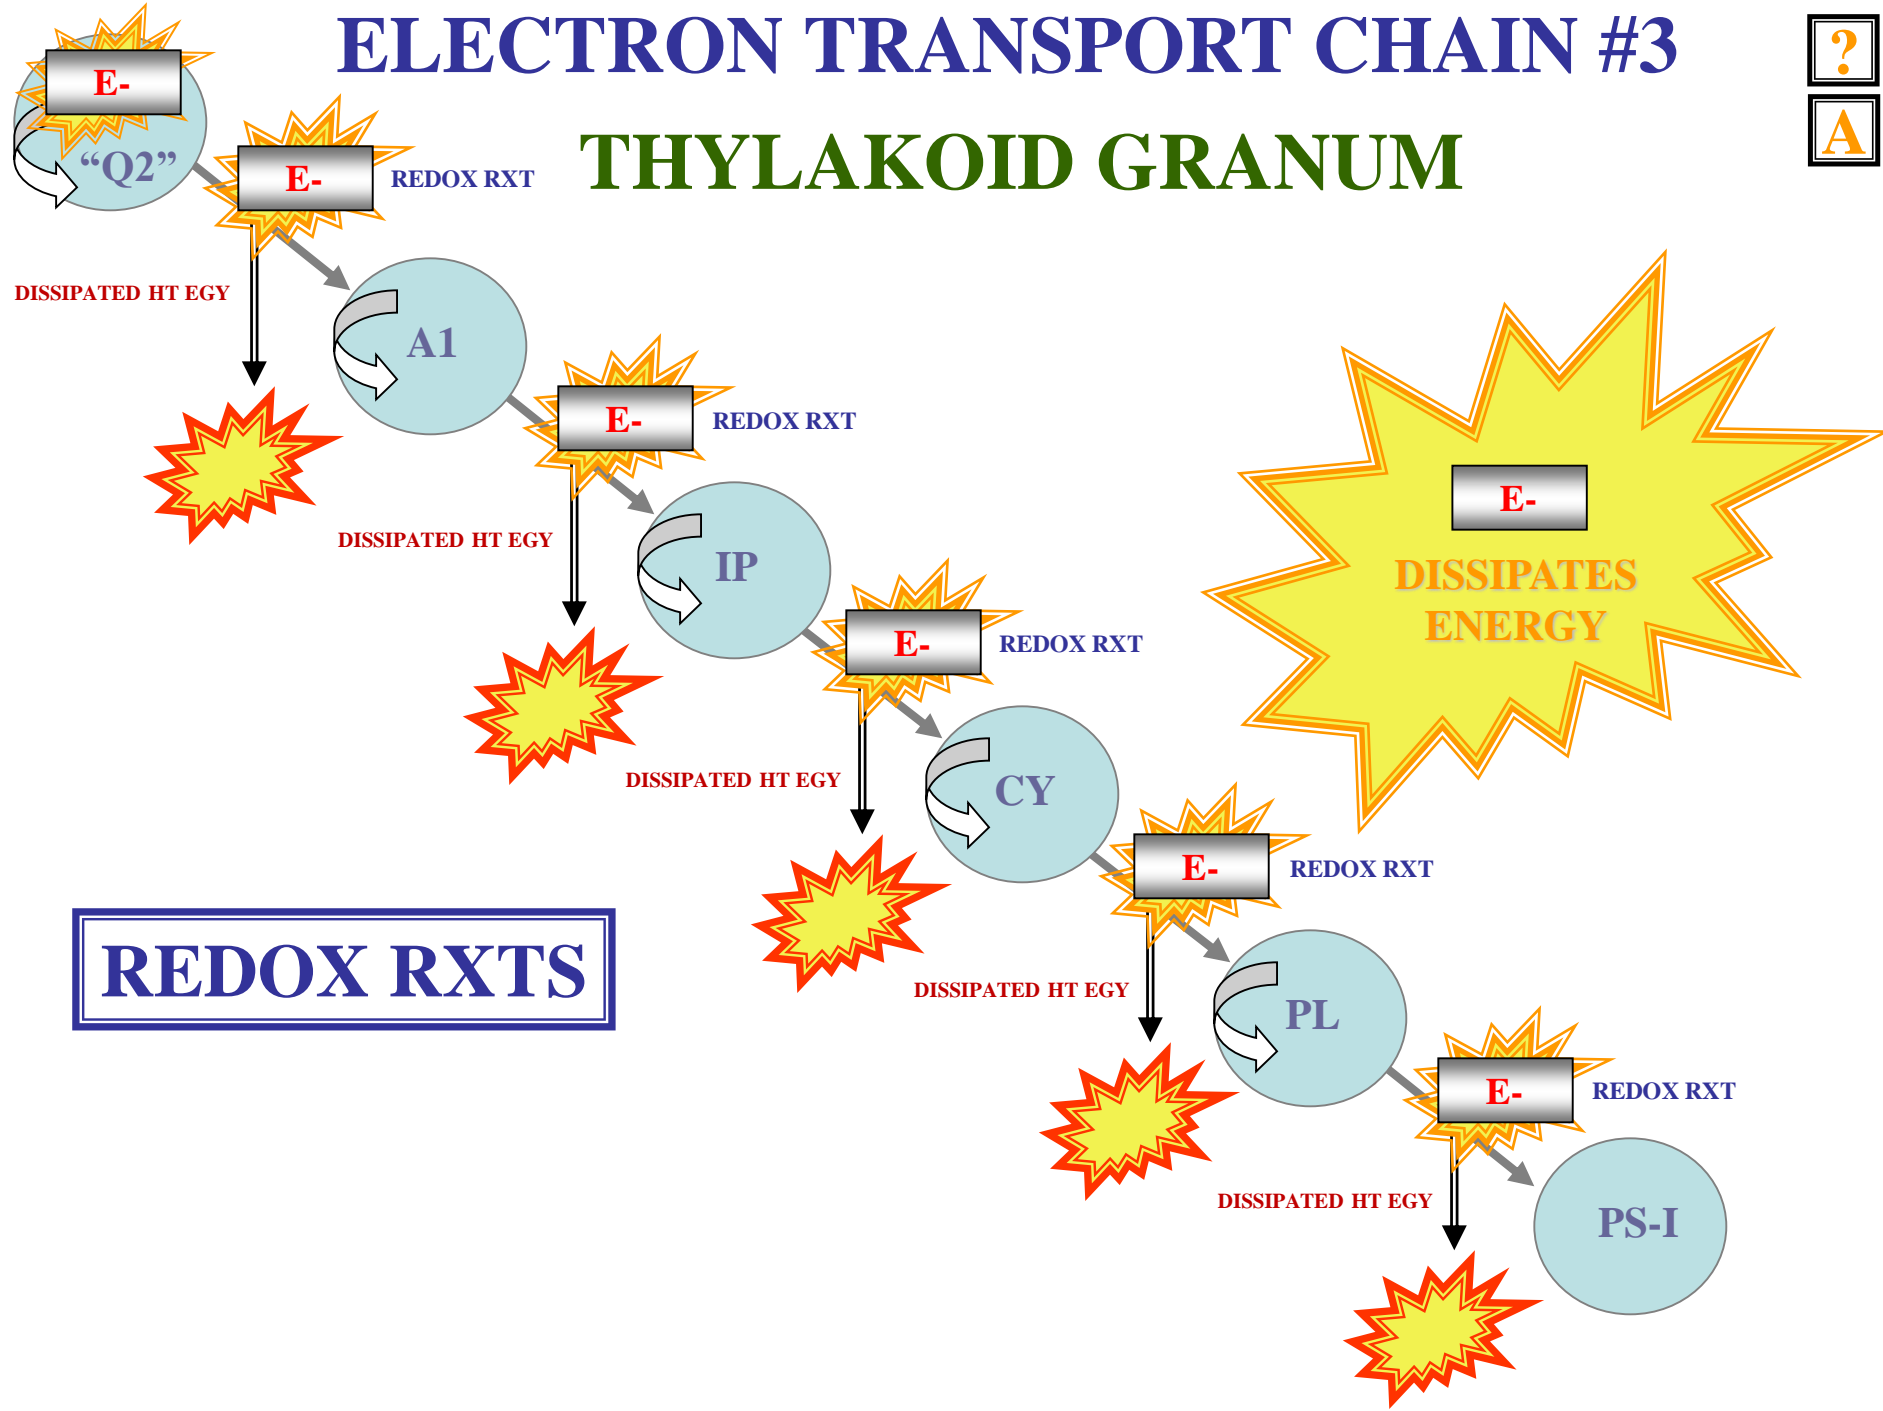 ELECTRON TRANSPORT CHAIN #3
?
E-
THYLAKOID GRANUM
A
“Q2”
E-
REDOX RXT
DISSIPATED HT EGY
A1
E-
REDOX RXT
E-
DISSIPATED HT EGY
IP
DISSIPATES
ENERGY
E-
REDOX RXT
DISSIPATED HT EGY
CY
E-
REDOX RXT
REDOX RXTS
DISSIPATED HT EGY
PL
E-
REDOX RXT
DISSIPATED HT EGY
PS-I